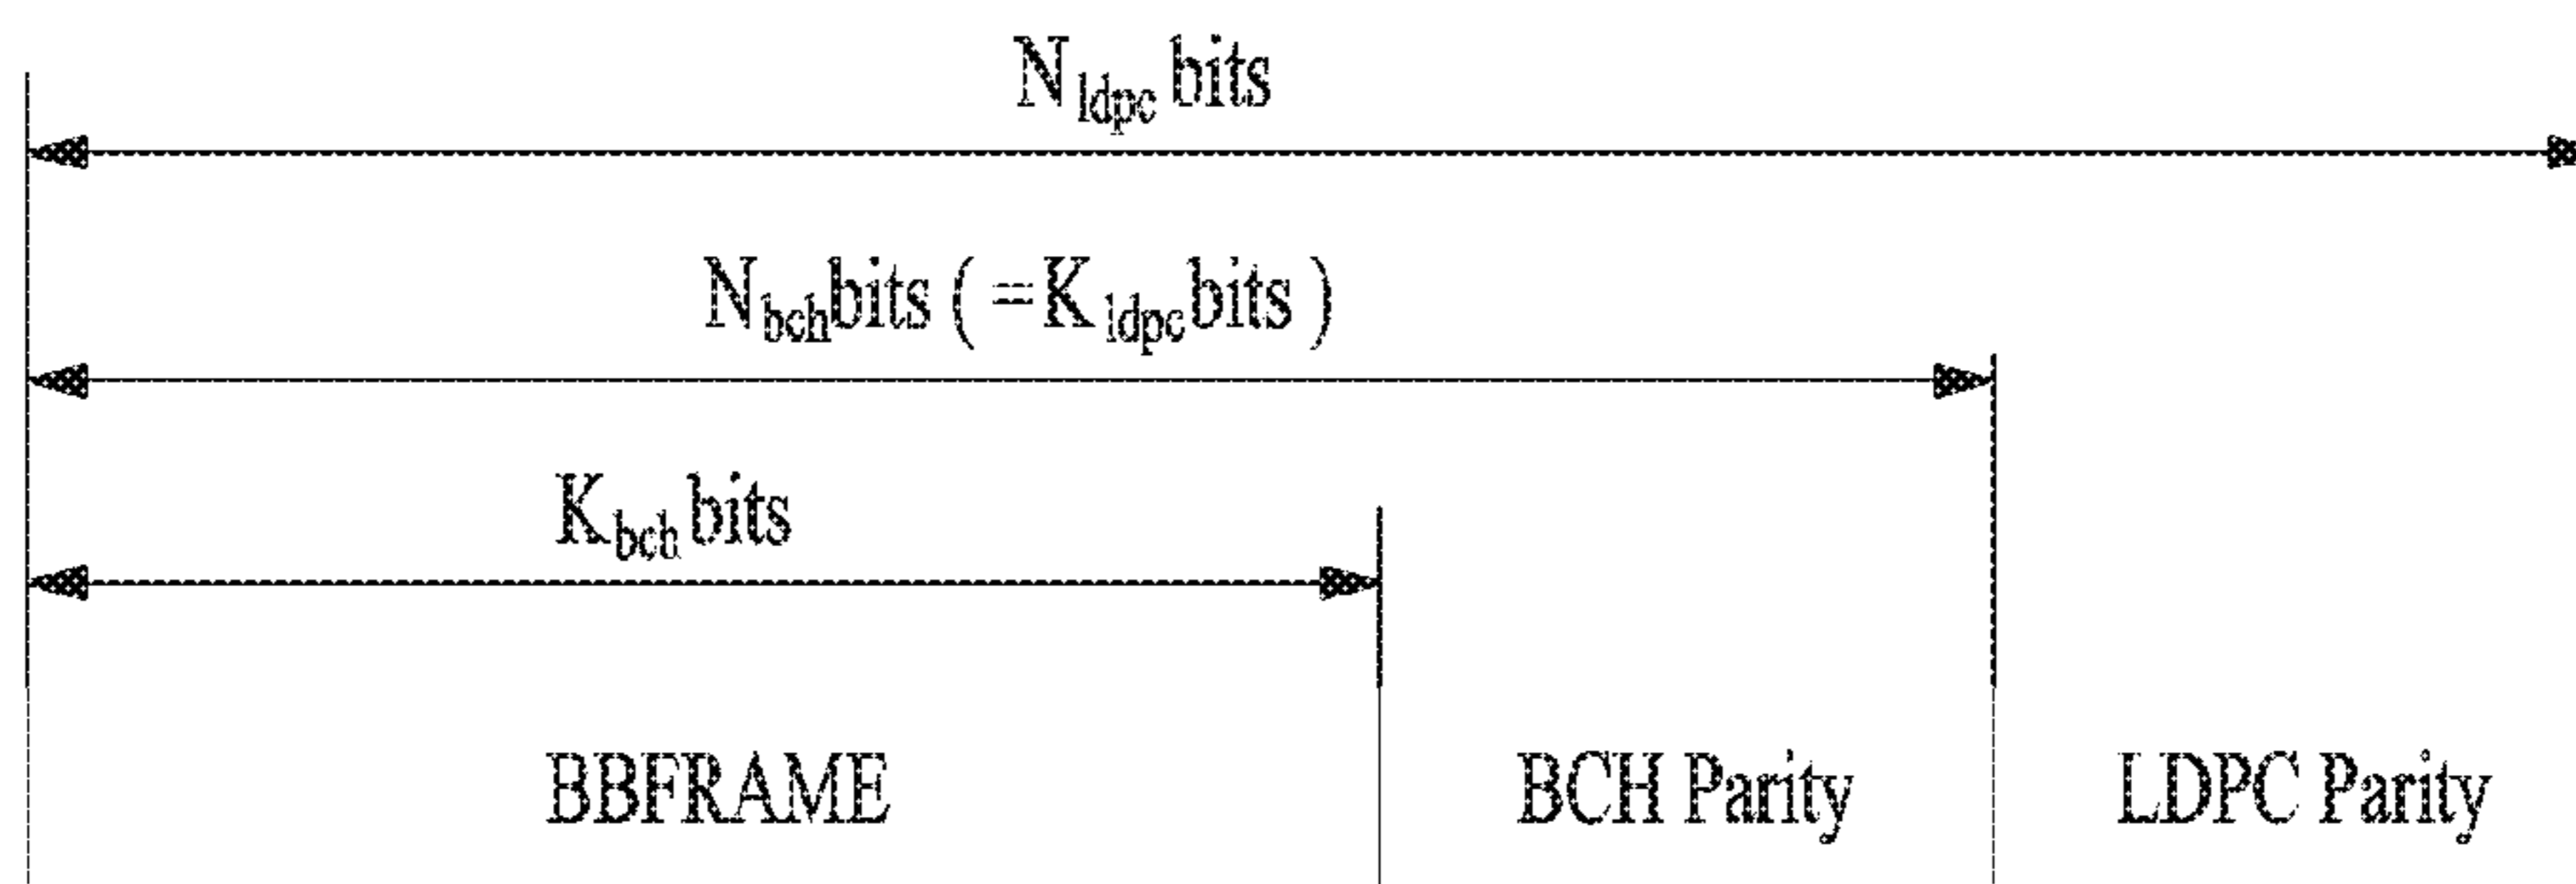 N ldpc bits
N bch bits ( =K ldpc bits )
K bch bits
BBFRAME BCH Parity LDPC Parity